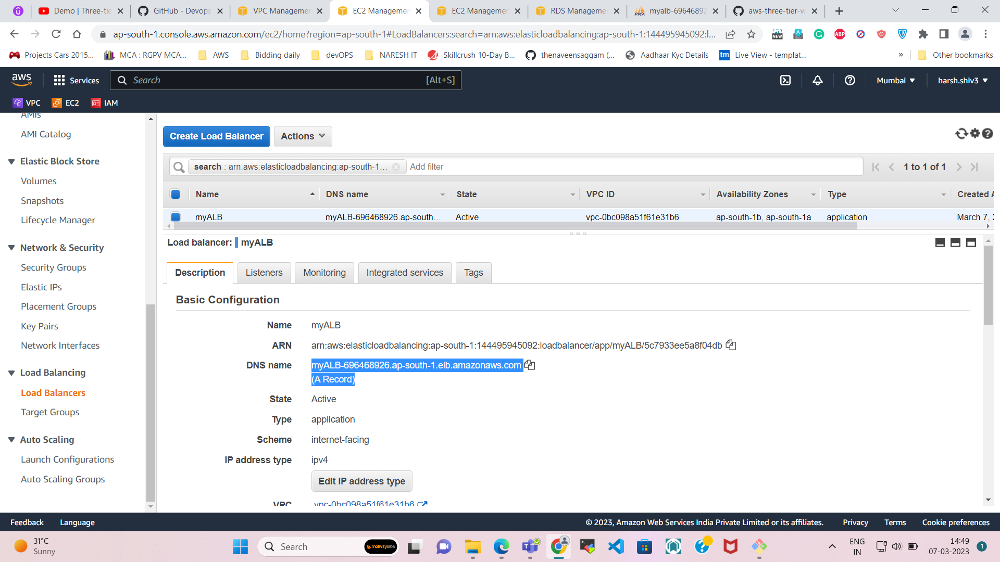 Demo | Three-tie
GitHub - Devops
VPC Managemen
EC2 Managemen
EC2 Managemen
RDS Manageme
myalb-69646892
aws-three-tier-w
ap-south-1.console.aws.amazon.com/ec2/home?region=ap-south-1#LoadBalancers:search=arn:aws:elasticloadbalancing:ap-south-1:144495945092:l...
Projects Cars 2015...
MCA : RGPV MCA...
AWS
Bidding daily
devOPS
NARESH IT
Skillcrush 10-Day B...
thenaveensaggam (...
Aadhaar Kyc Details
Live View - templat...
»
Other bookmarks
aws
Services
Search
[Alt+S]
Mumbai
harsh.shiv3
VPC
EC2
IAM
AMIs
AMI Catalog
Elastic Block Store
Volumes
Snapshots
Lifecycle Manager
Network & Security
Security Groups
Elastic IPs
Placement Groups
Key Pairs
Network Interfaces
Load Balancing
Load Balancers
Target Groups
Auto Scaling
Launch Configurations
Auto Scaling Groups
Create Load Balancer
Actions
search : arn:aws:elasticloadbalancing:ap-south-1...
Add filter
1 to 1 of 1
Name
DNS name
State
VPC ID
Availability Zones
Type
Created A
myALB
myALB-696468926.ap-south...
Active
vpc-0bc098a51f61e31b6
ap-south-1b, ap-south-1a
application
March 7, 2
Load balancer: myALB
Description
Listeners
Monitoring
Integrated services
Tags
Basic Configuration
Name myALB
ARN arn:aws:elasticloadbalancing:ap-south-1:144495945092:loadbalancer/app/myALB/5c7933ee5a8f04db
DNS name myALB-696468926.ap-south-1.elb.amazonaws.com
(A Record)
State Active
Type application
Scheme internet-facing
IP address type ipv4
Edit IP address type
VPC vpc-0bc098a51f61e31b6
Feedback
Language
© 2023, Amazon Web Services India Private Limited or its affiliates.
Privacy
Terms
Cookie preferences
31°C
Sunny
Search
motivitylabs
ENG
IN
14:49
07-03-2023
1